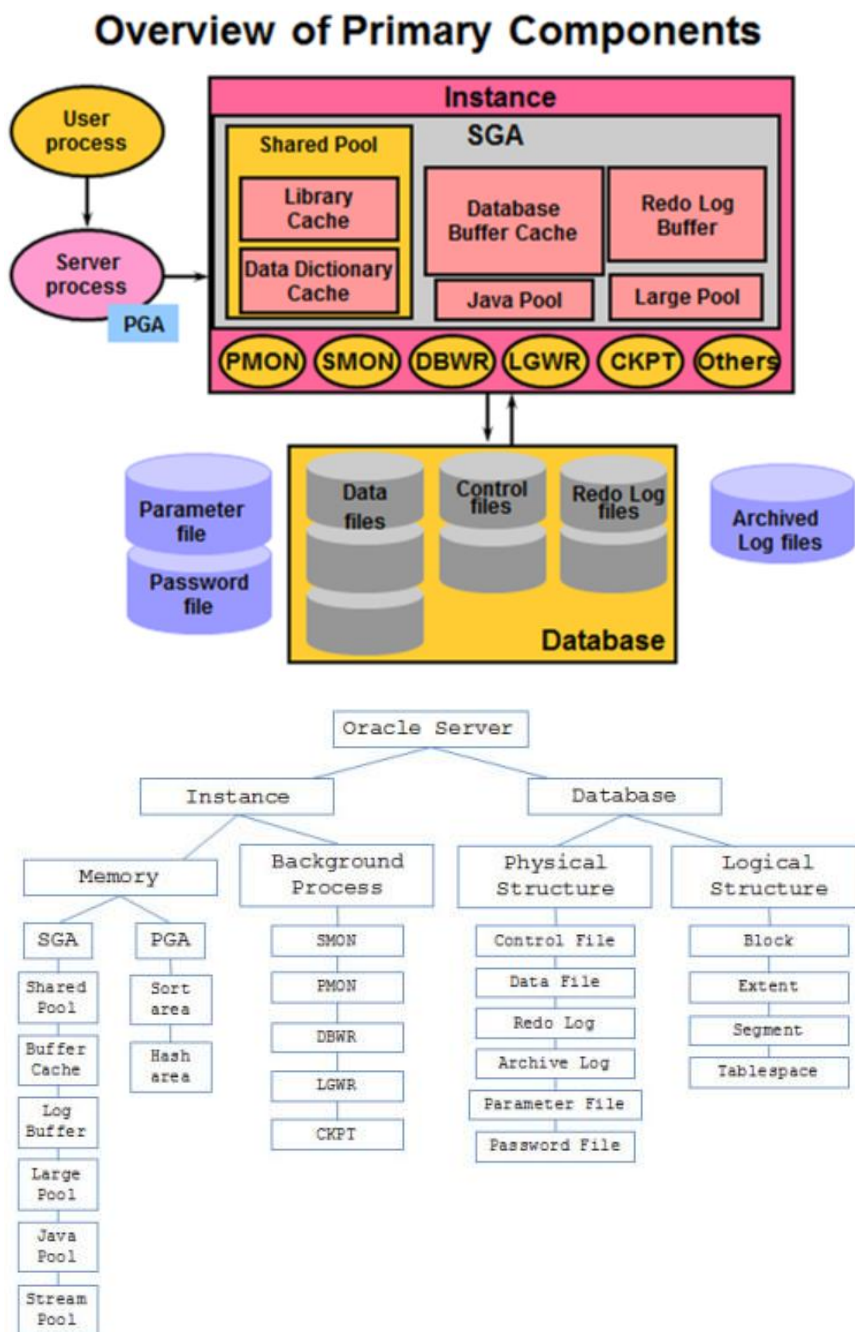 Overview of Primary Components
User
process
Server
process
PGA
Instance
SGA
Shared Pool
Library
Cache
Data Dictionary
Cache
Database
Buffer Cache
Redo Log
Buffer
Java Pool
Large Pool
PMON
SMON
DBWR
LGWR
CKPT
Others
Parameter
file
Password
file
Data
files
Control
files
Redo Log
files
Database
Archived
Log files
Oracle Server
Instance
Database
Memory
Background
Process
Physical
Structure
Logical
Structure
SGA
PGA
Shared
Pool
Buffer
Cache
Log
Buffer
Large
Pool
Java
Pool
Stream
Pool
Sort
area
Hash
area
SMON
PMON
DBWR
LGWR
CKPT
Control File
Data File
Redo Log
Archive Log
Parameter File
Password File
Block
Extent
Segment
Tablespace